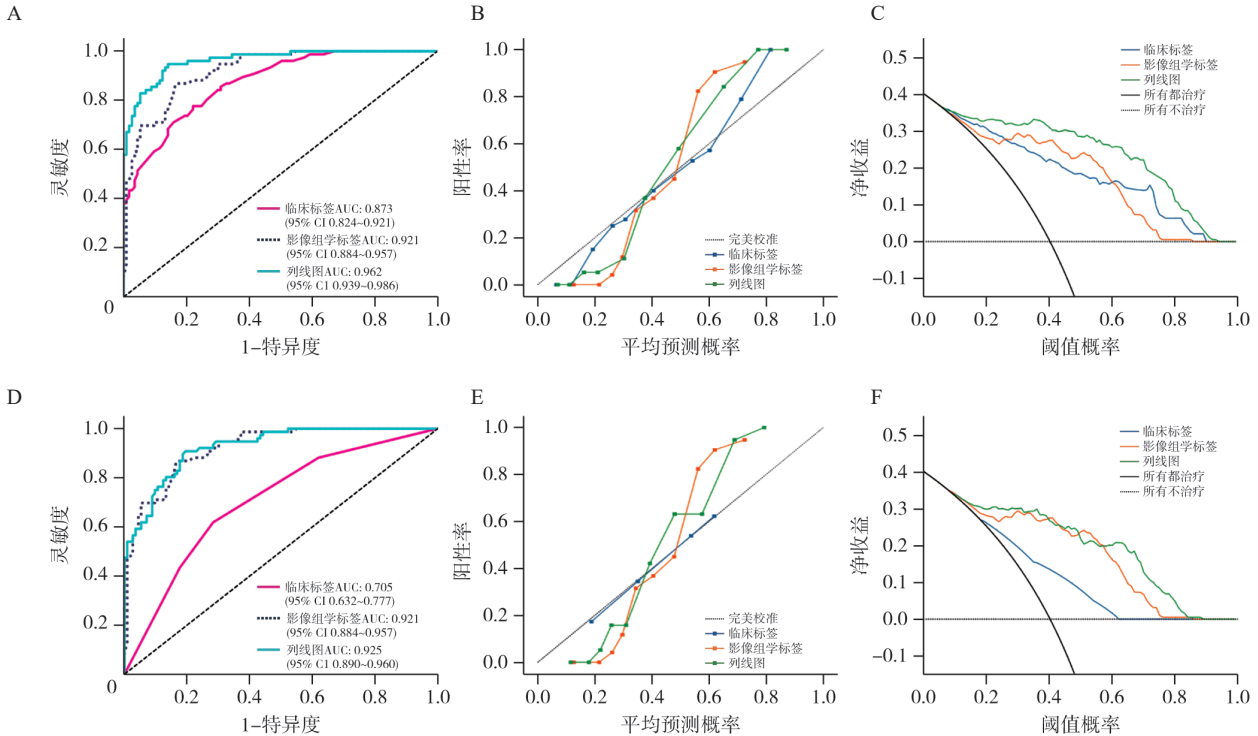 A
1.0
0.8
0.6
0.4
0.2
0
0.2
0.4
0.6
0.8
1.0
灵敏度
1-特异度
临床标签AUC: 0.873
(95% CI 0.824~0.921)
影像组学标签AUC: 0.921
(95% CI 0.884~0.957)
列线图AUC: 0.962
(95% C1 0.939~0.986)
B
1.0
0.8
0.6
0.4
0.2
0.0
0.0
0.2
0.4
0.6
0.8
1.0
阳性率
平均预测概率
完美校准
临床标签
影像组学标签
列线图
C
0.5
0.4
0.3
0.2
0.1
0.0
-0.1
0.0
0.2
0.4
0.6
0.8
1.0
净收益
阈值概率
临床标签
影像组学标签
列线图
所有都治疗
所有不治疗
D
1.0
0.8
0.6
0.4
0.2
0
0.2
0.4
0.6
0.8
1.0
灵敏度
1-特异度
临床标签AUC: 0.705
(95% CI 0.632~0.777)
影像组学标签AUC: 0.921
(95% CI 0.884~0.957)
列线图AUC: 0.925
(95% C1 0.890~0.960)
E
1.0
0.8
0.6
0.4
0.2
0.0
0.0
0.2
0.4
0.6
0.8
1.0
阳性率
平均预测概率
完美校准
临床标签
影像组学标签
列线图
F
0.5
0.4
0.3
0.2
0.1
0.0
-0.1
0.0
0.2
0.4
0.6
0.8
1.0
净收益
阈值概率
临床标签
影像组学标签
列线图
所有都治疗
所有不治疗